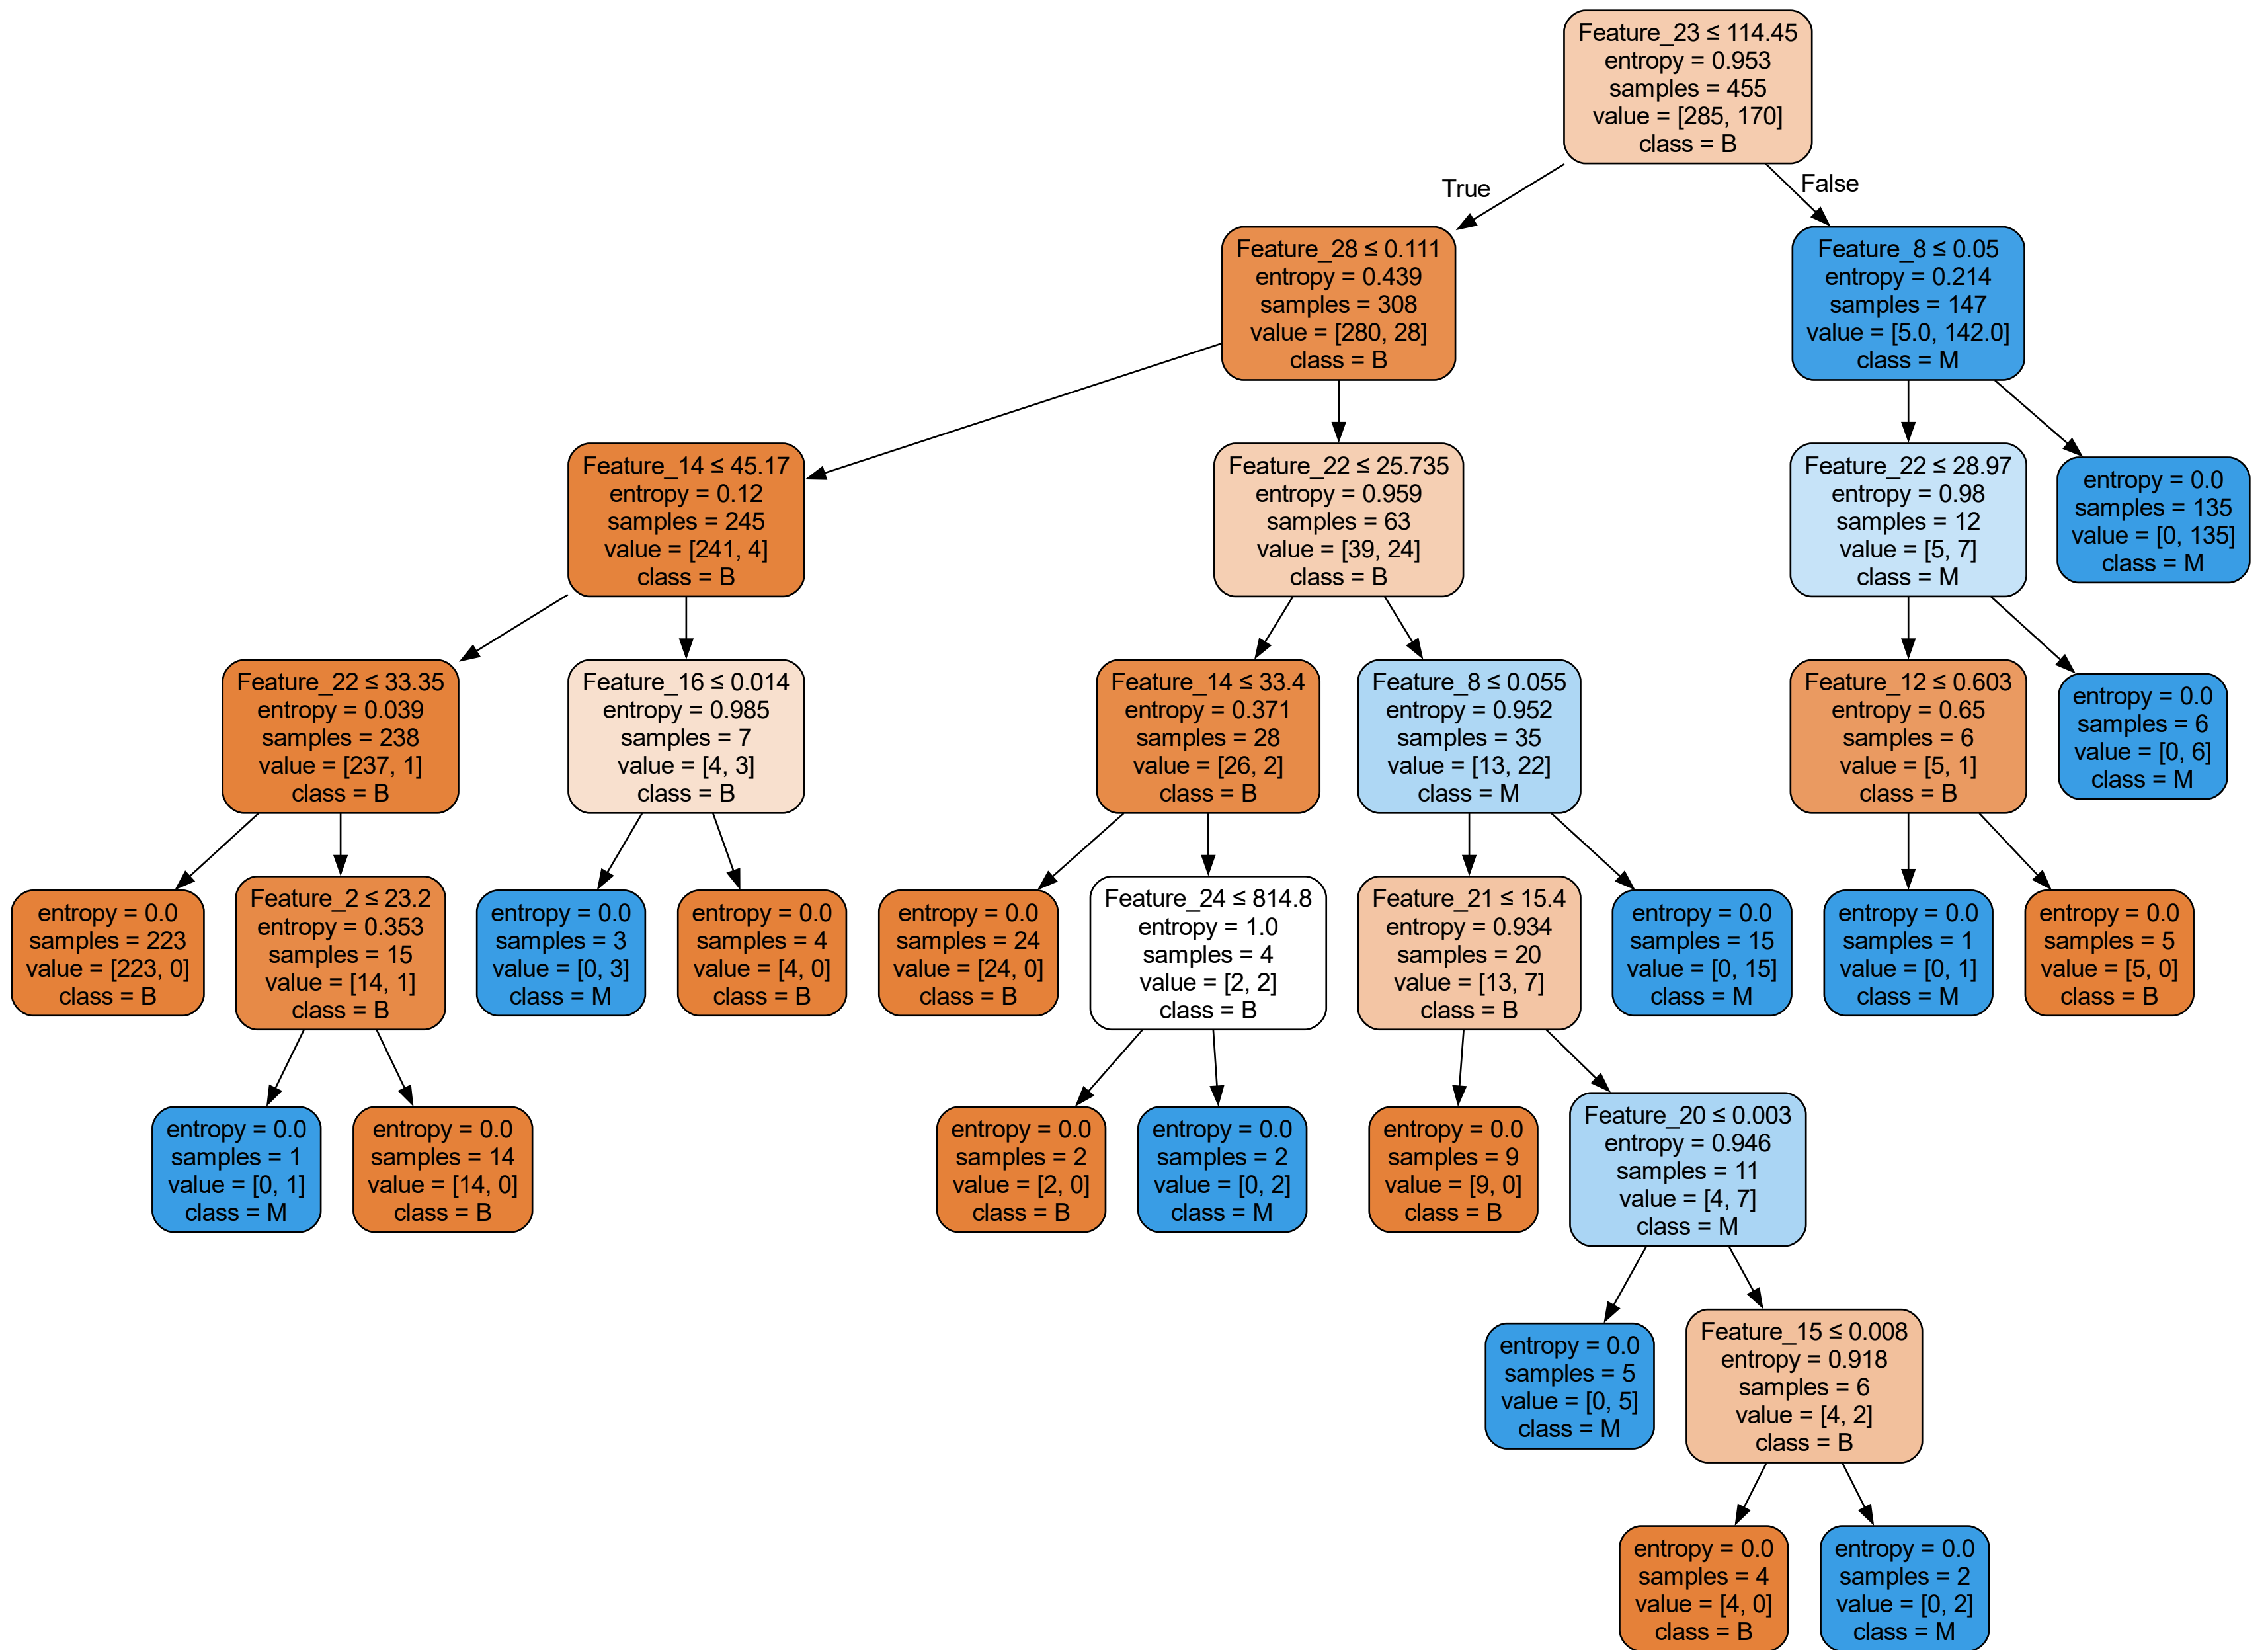 Feature_23 ≤ 114.45
entropy = 0.953
samples = 455
value = [285, 170]
class = B
True
False
Feature_28 ≤ 0.111
entropy = 0.439
samples = 308
value = [280, 28]
class = B
Feature_8 ≤ 0.05
entropy = 0.214
samples = 147
value = [5.0, 142.0]
class = M
Feature_14 ≤ 45.17
entropy = 0.12
samples = 245
value = [241, 4]
class = B
Feature_22 ≤ 25.735
entropy = 0.959
samples = 63
value = [39, 24]
class = B
Feature_22 ≤ 28.97
entropy = 0.98
samples = 12
value = [5, 7]
class = M
entropy = 0.0
samples = 135
value = [0, 135]
class = M
Feature_22 ≤ 33.35
entropy = 0.039
samples = 238
value = [237, 1]
class = B
Feature_16 ≤ 0.014
entropy = 0.985
samples = 7
value = [4, 3]
class = B
Feature_14 ≤ 33.4
entropy = 0.371
samples = 28
value = [26, 2]
class = B
Feature_8 ≤ 0.055
entropy = 0.952
samples = 35
value = [13, 22]
class = M
Feature_12 ≤ 0.603
entropy = 0.65
samples = 6
value = [5, 1]
class = B
entropy = 0.0
samples = 6
value = [0, 6]
class = M
entropy = 0.0
samples = 223
value = [223, 0]
class = B
Feature_2 ≤ 23.2
entropy = 0.353
samples = 15
value = [14, 1]
class = B
entropy = 0.0
samples = 3
value = [0, 3]
class = M
entropy = 0.0
samples = 4
value = [4, 0]
class = B
entropy = 0.0
samples = 24
value = [24, 0]
class = B
Feature_24 ≤ 814.8
entropy = 1.0
samples = 4
value = [2, 2]
class = B
Feature_21 ≤ 15.4
entropy = 0.934
samples = 20
value = [13, 7]
class = B
entropy = 0.0
samples = 15
value = [0, 15]
class = M
entropy = 0.0
samples = 1
value = [0, 1]
class = M
entropy = 0.0
samples = 5
value = [5, 0]
class = B
entropy = 0.0
samples = 1
value = [0, 1]
class = M
entropy = 0.0
samples = 14
value = [14, 0]
class = B
entropy = 0.0
samples = 2
value = [2, 0]
class = B
entropy = 0.0
samples = 2
value = [0, 2]
class = M
entropy = 0.0
samples = 9
value = [9, 0]
class = B
Feature_20 ≤ 0.003
entropy = 0.946
samples = 11
value = [4, 7]
class = M
entropy = 0.0
samples = 5
value = [0, 5]
class = M
Feature_15 ≤ 0.008
entropy = 0.918
samples = 6
value = [4, 2]
class = B
entropy = 0.0
samples = 4
value = [4, 0]
class = B
entropy = 0.0
samples = 2
value = [0, 2]
class = M